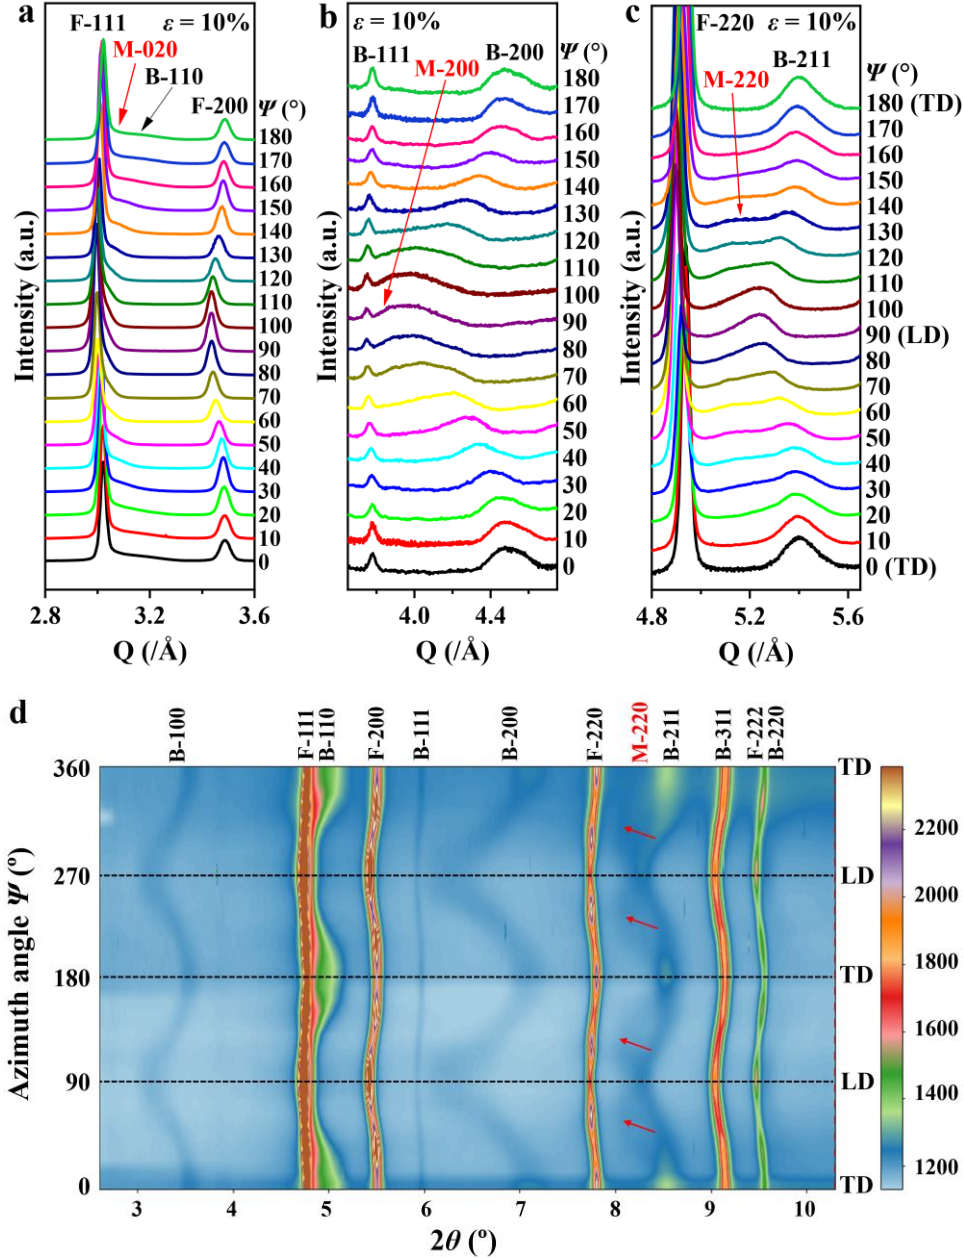 a
F-111
ε = 10%
M-020
B-110
F-200
Ψ (°)
180
170
160
150
140
130
120
110
100
90
80
70
60
50
40
30
20
10
0
Intensity (a.u.)
2.8
3.2
3.6
Q (/Å)
b
ε = 10%
B-111
M-200
B-200
Ψ (°)
180
170
160
150
140
130
120
110
100
90
80
70
60
50
40
30
20
10
0
Intensity (a.u.)
4.0
4.4
Q (/Å)
c
F-220
ε = 10%
B-211
M-220
Ψ (°)
180 (TD)
170
160
150
140
130
120
110
100
90 (LD)
80
70
60
50
40
30
20
10
0 (TD)
Intensity (a.u.)
4.8
5.2
5.6
Q (/Å)
d
B-100
F-111
B-110
F-200
B-111
B-200
F-220
M-220
B-211
B-311
F-222
B-220
360
270
180
90
0
Azimuth angle Ψ (º)
TD
LD
TD
LD
TD
3
4
5
6
7
8
9
10
2θ (º)
2200
2000
1800
1600
1400
1200